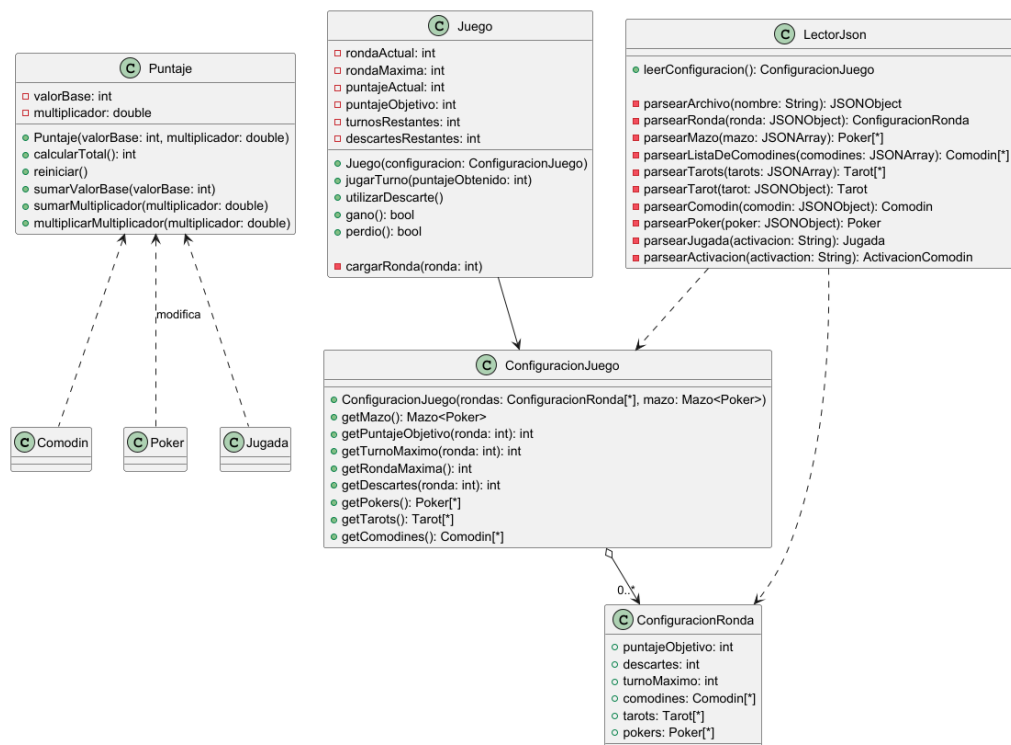 C Puntaje
valorBase: int
multiplicador: double
Puntaje(valorBase: int, multiplicador: double)
calcularTotal(): int
reiniciar()
sumarValorBase(valorBase: int)
sumarMultiplicador(multiplicador: double)
multiplicarMultiplicador(multiplicador: double)
C Juego
rondaActual: int
rondaMaxima: int
puntajeActual: int
puntajeObjetivo: int
turnosRestantes: int
descartesRestantes: int
Juego(configuracion: ConfiguracionJuego)
jugarTurno(puntajeObtenido: int)
utilizarDescarte()
gano(): bool
perdio(): bool
cargarRonda(ronda: int)
C LectorJson
leerConfiguracion(): ConfiguracionJuego
parsearArchivo(nombre: String): JSONObject
parsearRonda(ronda: JSONObject): ConfiguracionRonda
parsearMazo(mazo: JSONArray): Poker[*]
parsearListaDeComodines(comodines: JSONArray): Comodin[*]
parsearTarots(tarots: JSONArray): Tarot[*]
parsearTarot(tarot: JSONObject): Tarot
parsearComodin(comodin: JSONObject): Comodin
parsearPoker(poker: JSONObject): Poker
parsearJugada(activacion: String): Jugada
parsearActivacion(activaction: String): ActivacionComodin
modifica
C Comodin
C Poker
C Jugada
C ConfiguracionJuego
ConfiguracionJuego(rondas: ConfiguracionRonda[*], mazo: Mazo<Poker>)
getMazo(): Mazo<Poker>
getPuntajeObjetivo(ronda: int): int
getTurnoMaximo(ronda: int): int
getRondaMaxima(): int
getDescartes(ronda: int): int
getPokers(): Poker[*]
getTarots(): Tarot[*]
getComodines(): Comodin[*]
0..*
C ConfiguracionRonda
puntajeObjetivo: int
descartes: int
turnoMaximo: int
comodines: Comodin[*]
tarots: Tarot[*]
pokers: Poker[*]